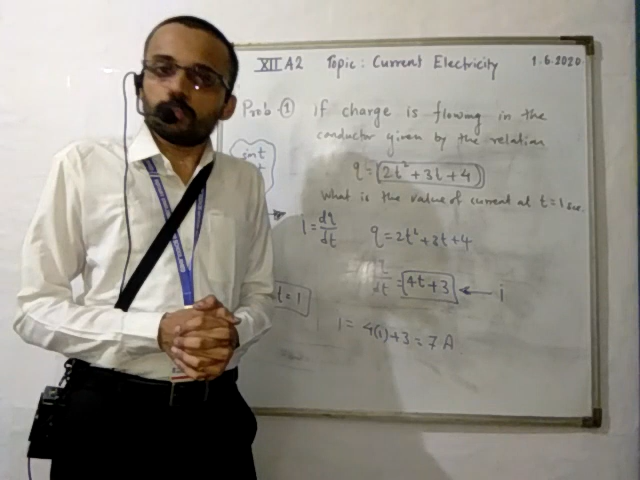 XII A2 Topic: Current Electricity 1.6.2020
Prob. ① if charge is flowing in the
conductor given by the relation
sin t
q = (2t² + 3t + 4)
What is the value of current at t = 1 sec.
i = dq/dt q = 2t² + 3t + 4
dq/dt = 4t + 3 ← i
t = 1
i = 4(1) + 3 = 7 A